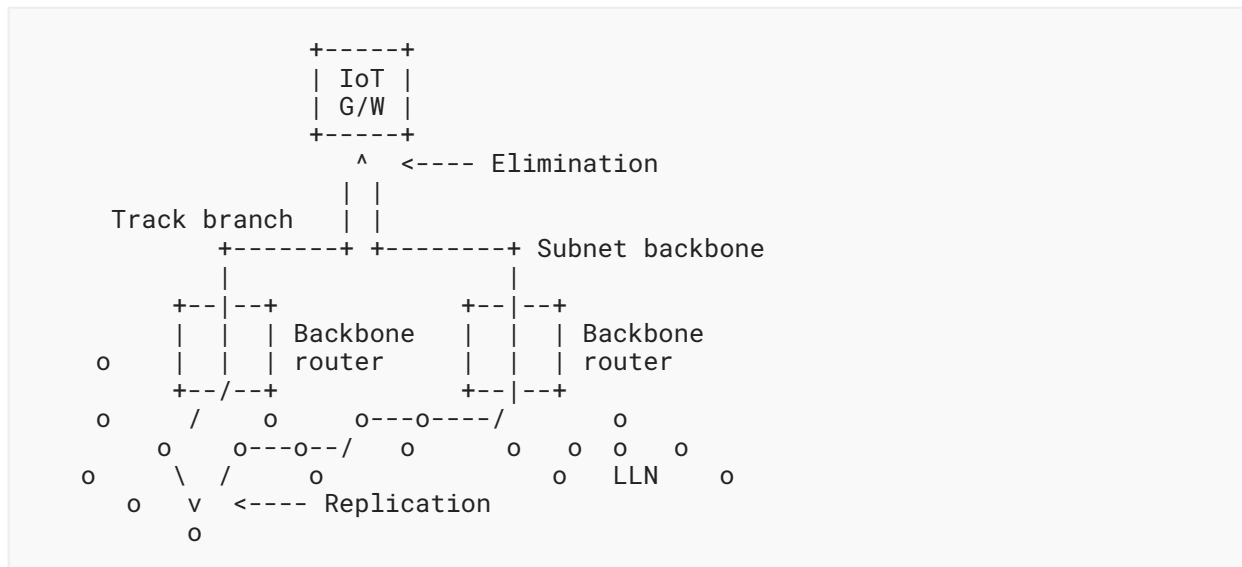 +-----+
                    | IoT |
                    | G/W |
                    +-----+
                       ^  <---- Elimination
                      | |
       Track branch   | |
              +-------+ +--------+ Subnet backbone
              |                  |
           +--|--+            +--|--+
           |  |  | Backbone   |  |  | Backbone
      o    |  |  | router     |  |  | router
           +--/--+            +--|--+
      o     /    o     o---o----/       o
          o    o---o--/   o      o   o  o   o
     o     \  /     o               o   LLN    o
        o   v  <---- Replication
            o